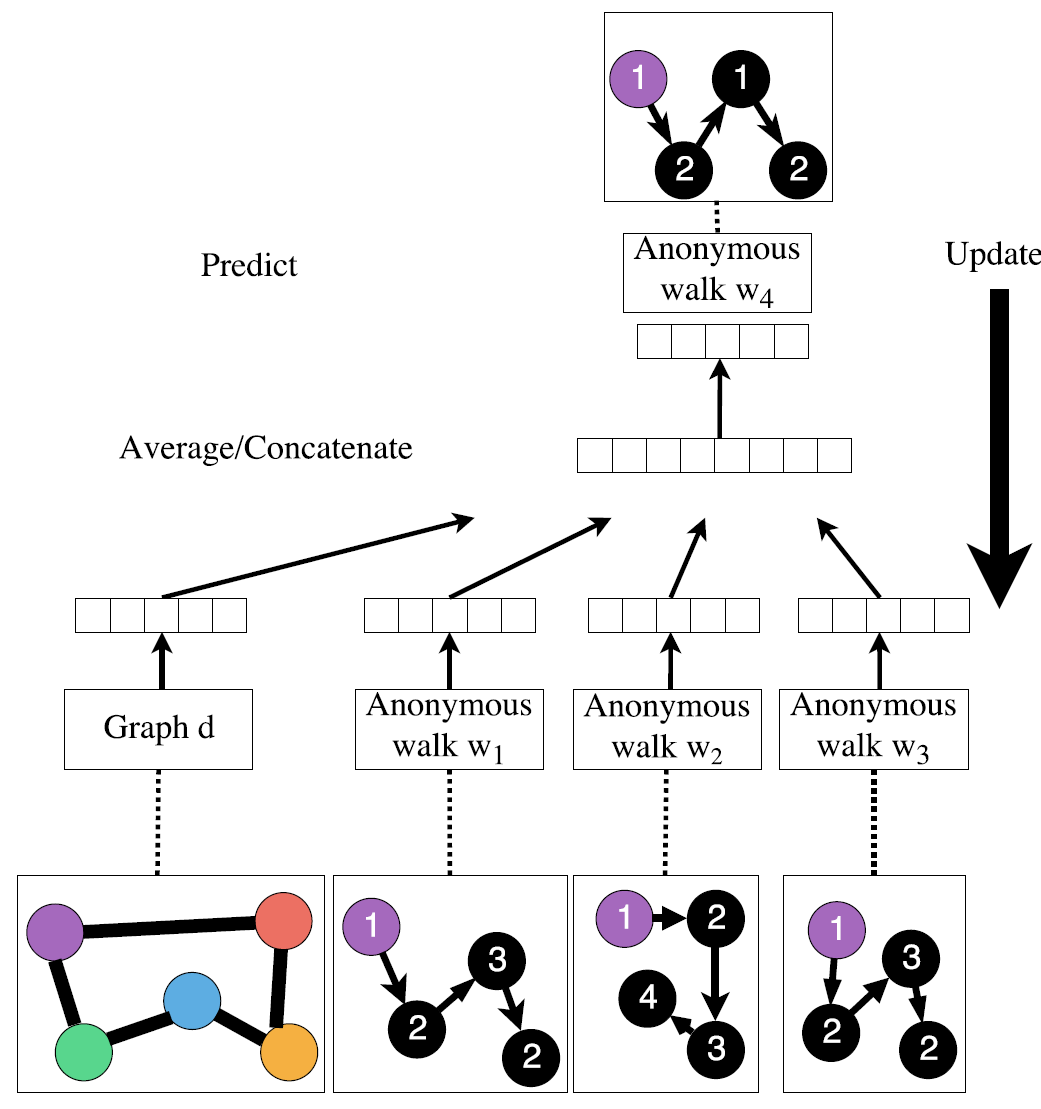 1
1
2
2
Anonymous
walk w4
Predict
Update
Average/Concatenate
Graph d
Anonymous
walk w1
Anonymous
walk w2
Anonymous
walk w3
1
3
2
2
1
2
4
3
1
3
2
2